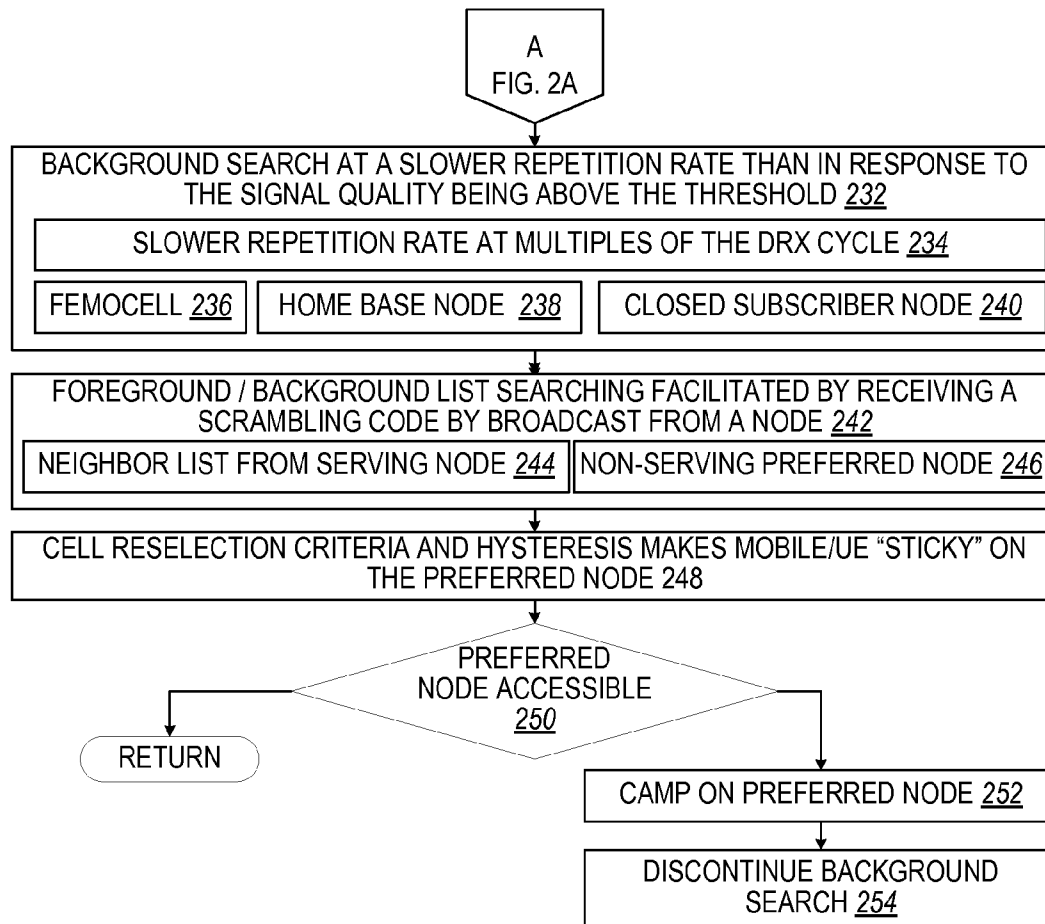 A
FIG. 2A
BACKGROUND SEARCH AT A SLOWER REPETITION RATE THAN IN RESPONSE TO
THE SIGNAL QUALITY BEING ABOVE THE THRESHOLD 232
SLOWER REPETITION RATE AT MULTIPLES OF THE DRX CYCLE 234
FEMOCELL 236
HOME BASE NODE 238
CLOSED SUBSCRIBER NODE 240
FOREGROUND / BACKGROUND LIST SEARCHING FACILITATED BY RECEIVING A
SCRAMBLING CODE BY BROADCAST FROM A NODE 242
NEIGHBOR LIST FROM SERVING NODE 244
NON-SERVING PREFERRED NODE 246
CELL RESELECTION CRITERIA AND HYSTERESIS MAKES MOBILE/UE “STICKY” ON
THE PREFERRED NODE 248
PREFERRED
NODE ACCESSIBLE
250
RETURN
CAMP ON PREFERRED NODE 252
DISCONTINUE BACKGROUND
SEARCH 254